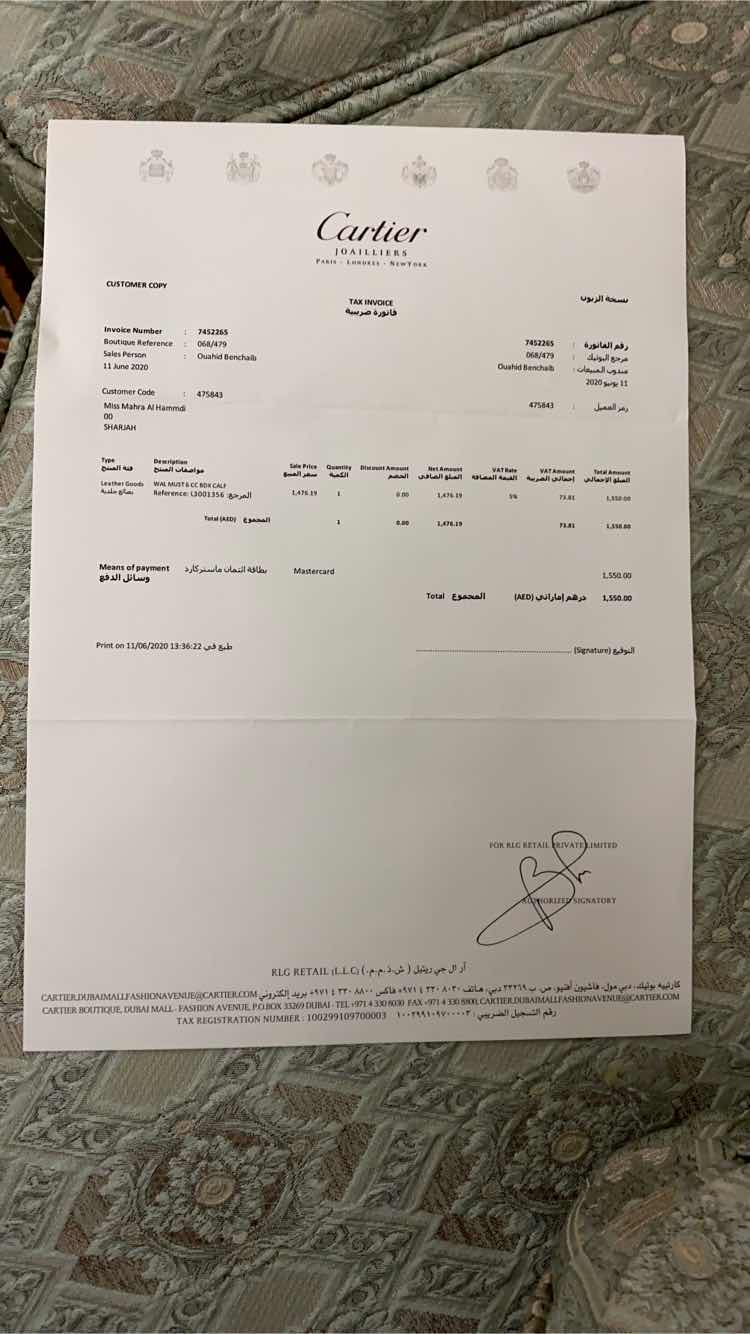 Cartier
JOAILLIERS
PARIS - LONDRES - NEWYORK
CUSTOMER COPY نسخة الزبون
TAX INVOICE
فاتورة ضريبية
Invoice Number : 7452265 7452265 : رقم الفاتورة
Boutique Reference : 068/479 068/479 : مرجع البوتيك
Sales Person : Ouahid Benchaib Ouahid Benchaib : مندوب المبيعات
11 June 2020 11 يونيو 2020
Customer Code : 475843 475843 : رمز العميل
Miss Mahra Al Hammdi
00
SHARJAH
Type Description Sale Price Quantity Discount Amount Net Amount VAT Rate VAT Amount Total Amount
فئة المنتج مواصفات المنتج سعر المبيع الكمية الخصم المبلغ الصافي القيمة المضافة إجمالي الضريبة المبلغ الإجمالي
Leather Goods WAL MUST & CC BDX CALF 1,476.19 1 0.00 1,476.19 5% 73.81 1,550.00
بضائع جلدية Reference: L3001356 :المرجع
Total (AED) المجموع 1 0.00 1,476.19 73.81 1,550.00
Means of payment بطاقة ائتمان ماستركارد Mastercard 1,550.00
وسائل الدفع
Total المجموع (AED) درهم إماراتي 1,550.00
Print on 11/06/2020 13:36:22 طبع في (Signature) التوقيع
FOR RLG RETAIL PRIVATE LIMITED
AUTHORIZED SIGNATORY
RLG RETAIL (L.L.C) (.ش.ذ.م.م) آر ال جي ريتيل
كارتييه بوتيك، دبي مول، فاشيون أفنيو، ص. ب ٣٣٢٦٩ دبي، هاتف ٨٠٣٠ ٣٣٠ ٤ ٩٧١+ فاكس ٨٨٠٠ ٣٣٠ ٤ ٩٧١+ بريد إلكتروني CARTIER.DUBAIMALLFASHIONAVENUE@CARTIER.COM
CARTIER BOUTIQUE, DUBAI MALL - FASHION AVENUE, P.O.BOX 33269 DUBAI - TEL +971 4 330 8030 FAX +971 4 330 8800, CARTIER.DUBAIMALLFASHIONAVENUE@CARTIER.COM
TAX REGISTRATION NUMBER : 100299109700003 رقم التسجيل الضريبي : ١٠٠٢٩٩١٠٩٧٠٠٠٠٣